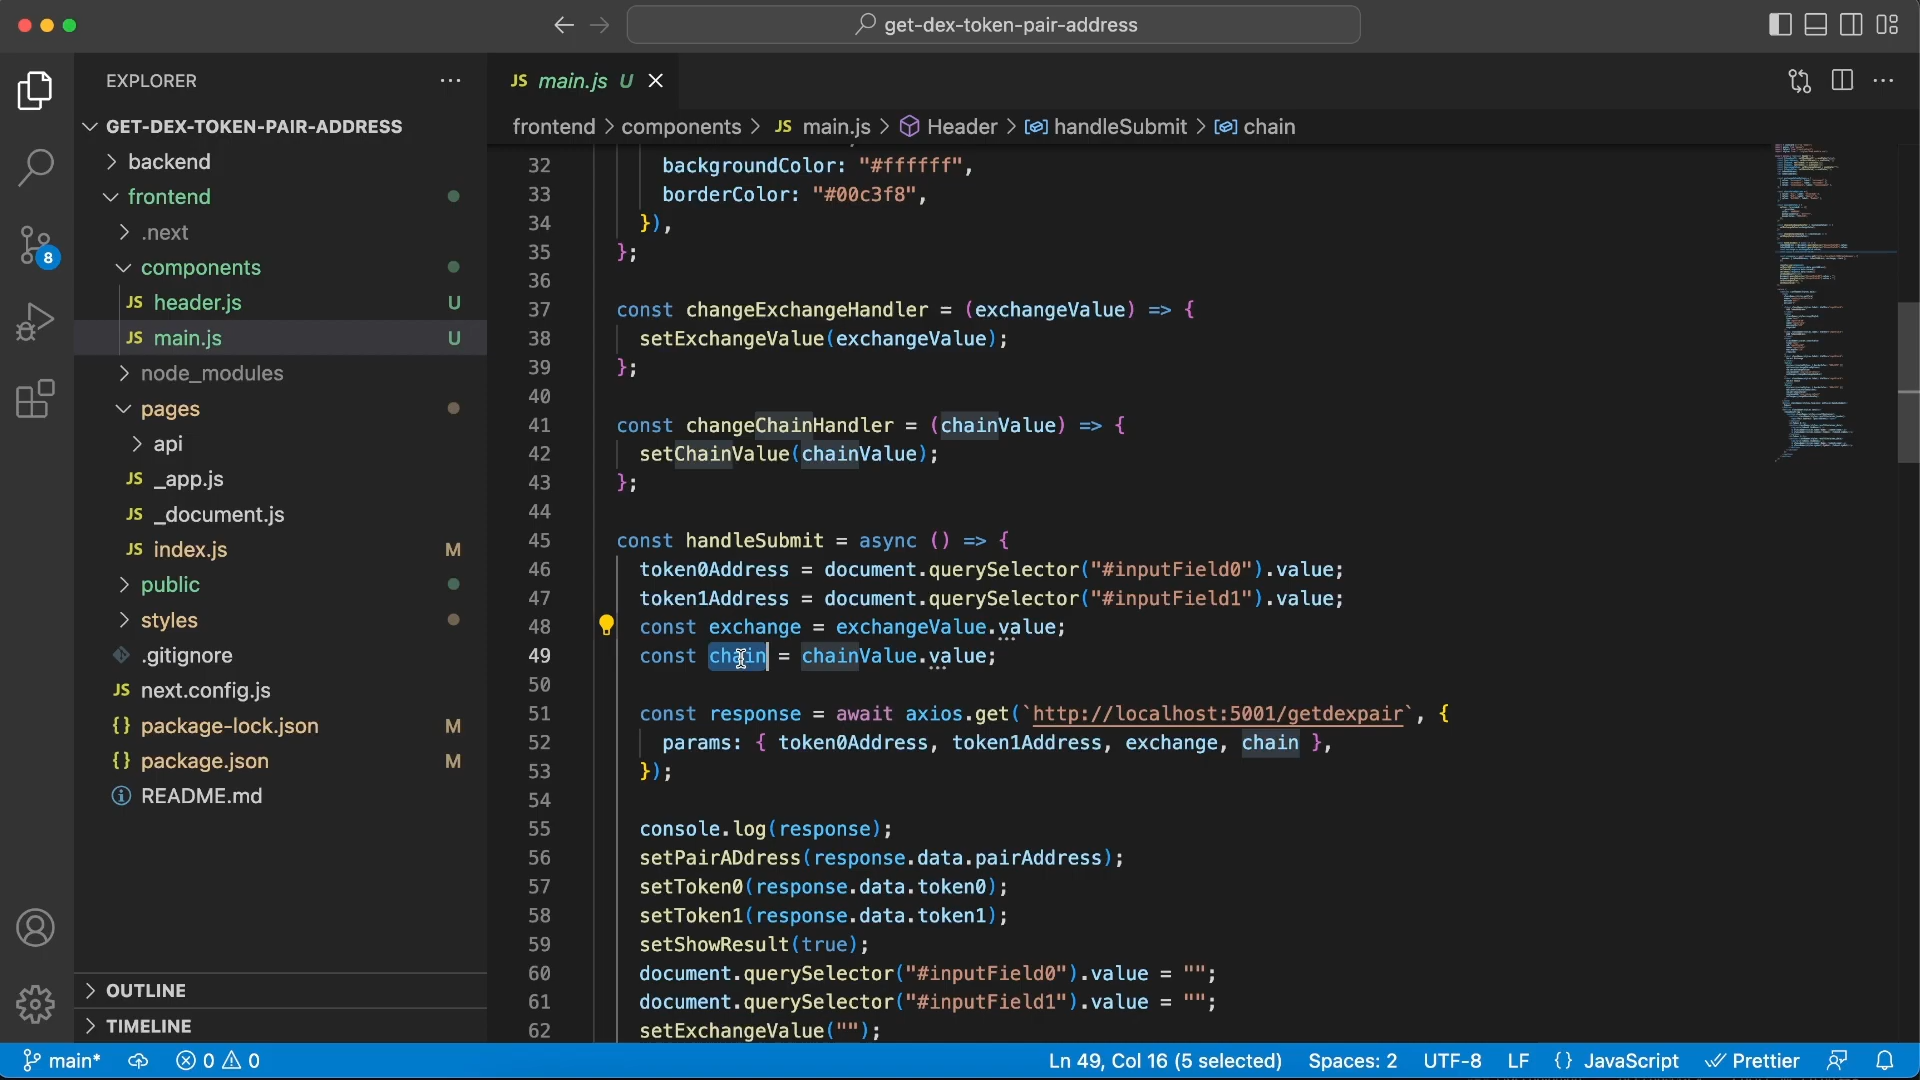 get-dex-token-pair-address
EXPLORER
GET-DEX-TOKEN-PAIR-ADDRESS
backend
frontend
.next
components
JS header.js U
JS main.js U
node_modules
pages
api
JS _app.js
JS _document.js
JS index.js M
public
styles
.gitignore
JS next.config.js
{} package-lock.json M
{} package.json M
README.md
OUTLINE
TIMELINE
8
JS main.js U
frontend > components > JS main.js > Header > handleSubmit > chain
32 backgroundColor: "#ffffff",
33 borderColor: "#00c3f8",
34 }),
35 };
36
37 const changeExchangeHandler = (exchangeValue) => {
38 setExchangeValue(exchangeValue);
39 };
40
41 const changeChainHandler = (chainValue) => {
42 setChainValue(chainValue);
43 };
44
45 const handleSubmit = async () => {
46 token0Address = document.querySelector("#inputField0").value;
47 token1Address = document.querySelector("#inputField1").value;
48 const exchange = exchangeValue.value;
49 const chain = chainValue.value;
50
51 const response = await axios.get(`http://localhost:5001/getdexpair`, {
52 params: { token0Address, token1Address, exchange, chain },
53 });
54
55 console.log(response);
56 setPairADdress(response.data.pairAddress);
57 setToken0(response.data.token0);
58 setToken1(response.data.token1);
59 setShowResult(true);
60 document.querySelector("#inputField0").value = "";
61 document.querySelector("#inputField1").value = "";
62 setExchangeValue("");
main* 0 0 Ln 49, Col 16 (5 selected) Spaces: 2 UTF-8 LF {} JavaScript Prettier